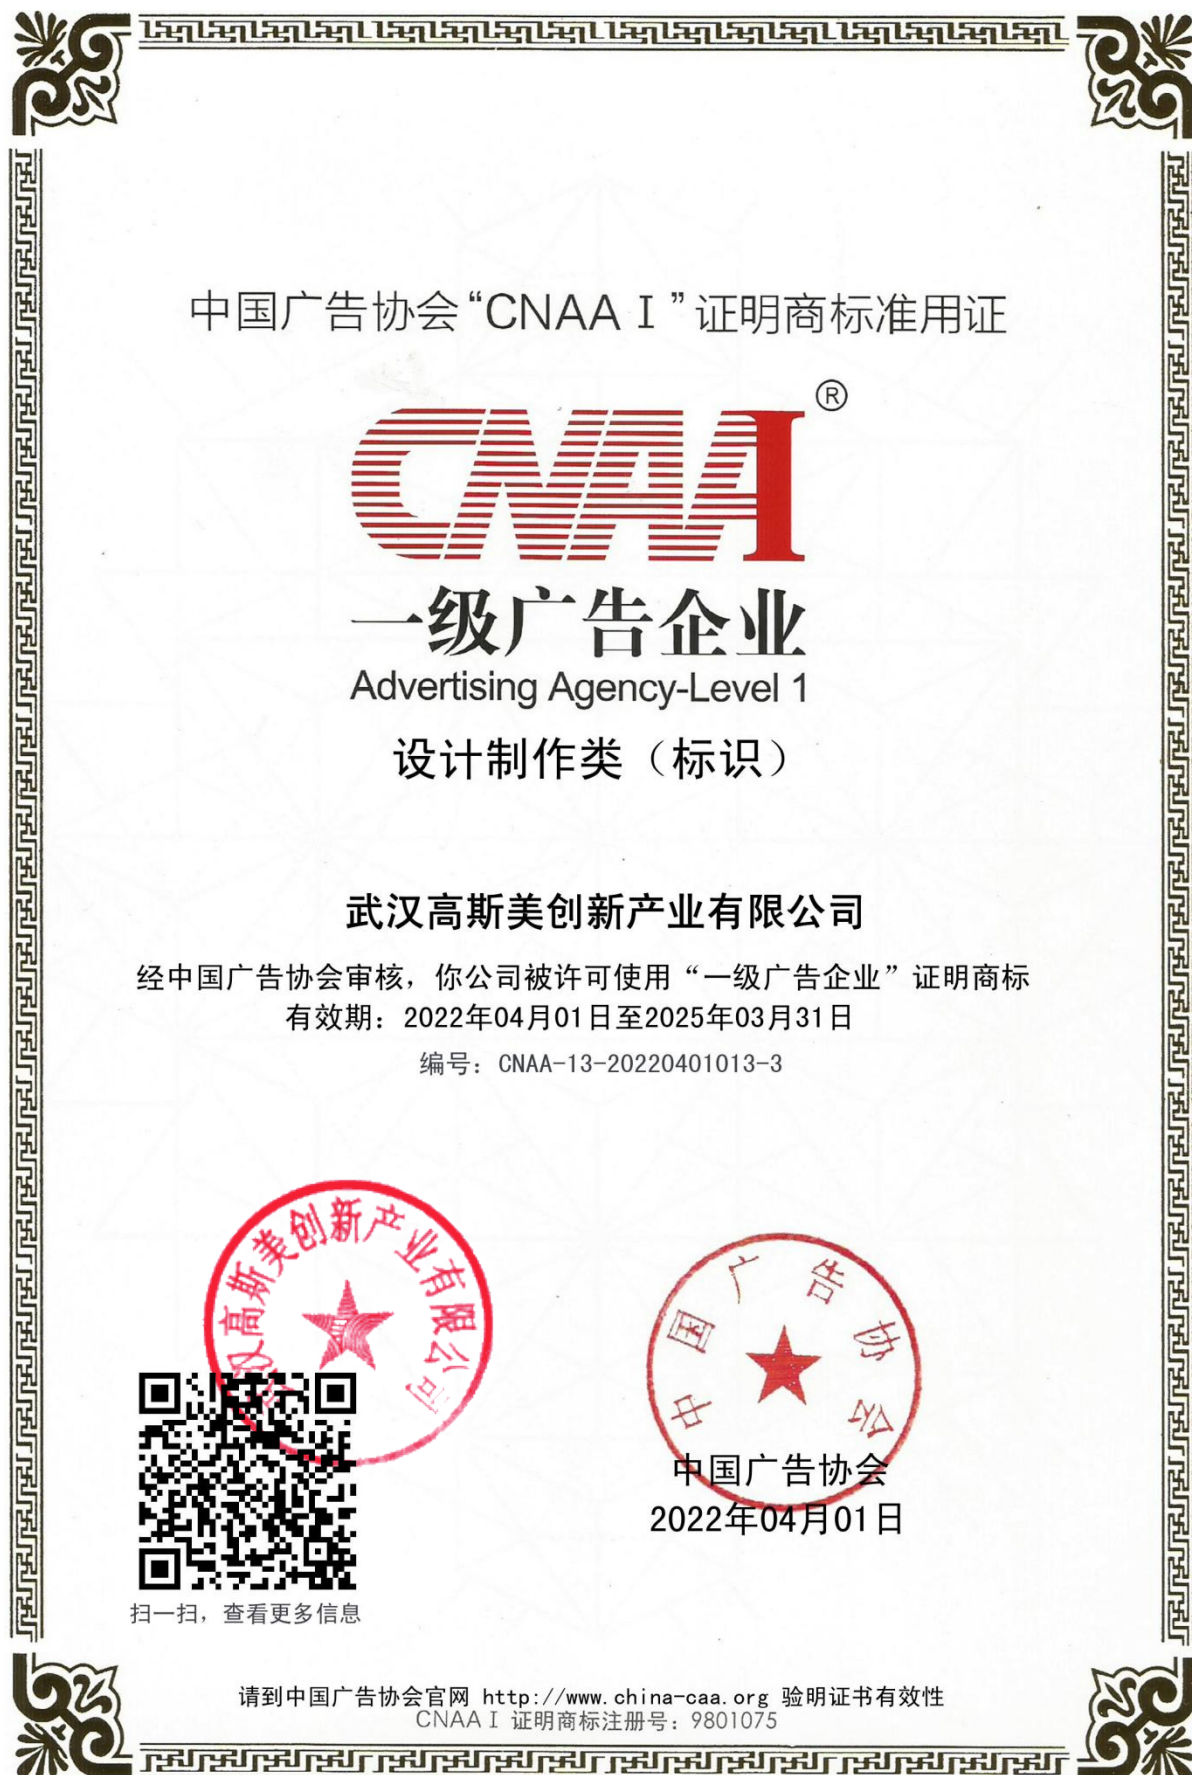 中国广告协会“CNAA I”证明商标准用证
CNAA I ®
一级广告企业
Advertising Agency-Level 1
设计制作类（标识）
武汉高斯美创新产业有限公司
经中国广告协会审核，你公司被许可使用“一级广告企业”证明商标
有效期：2022年04月01日至2025年03月31日
编号：CNAA-13-20220401013-3
武汉高斯美创新产业有限公司
中国广告协会
中国广告协会
2022年04月01日
扫一扫，查看更多信息
请到中国广告协会官网 http://www.china-caa.org 验明证书有效性
CNAA I 证明商标注册号：9801075